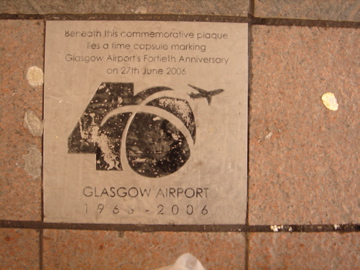 Beneath this commemorative plaque
lies a time capsule marking
Glasgow Airport's Fortieth Anniversary
on 27th June 2006
40
GLASGOW AIRPORT
1966-2006